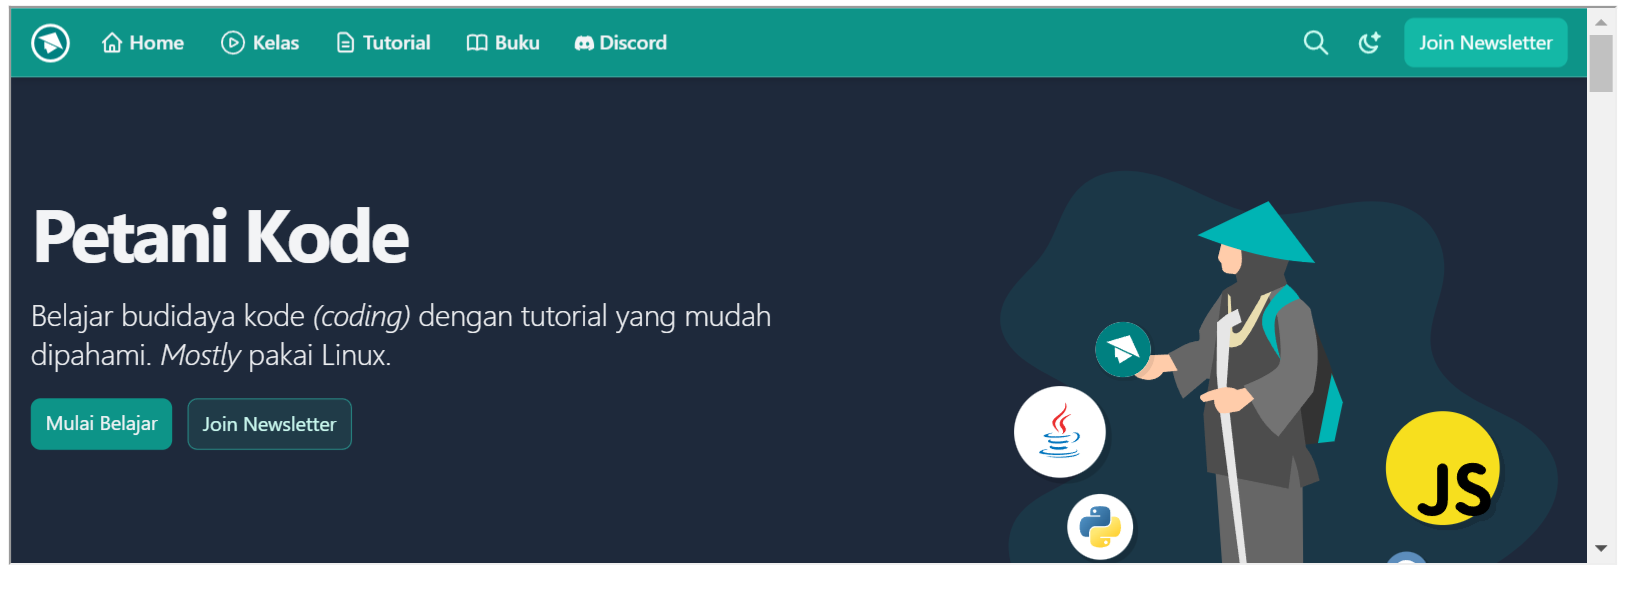 Home Kelas Tutorial Buku Discord Join Newsletter
Petani Kode
Belajar budidaya kode (coding) dengan tutorial yang mudah
dipahami. Mostly pakai Linux.
Mulai Belajar Join Newsletter
JS